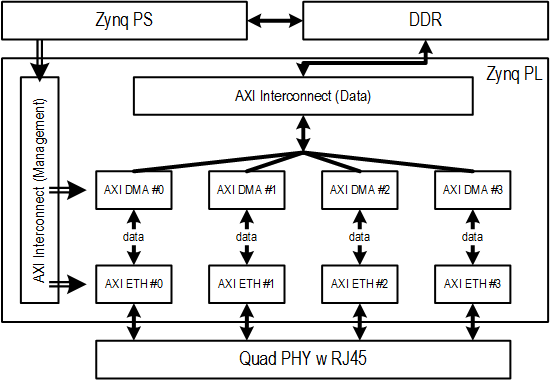 Zynq PS
DDR
Zynq PL
AXI Interconnect (Data)
AXI Interconnect (Management)
AXI DMA #0
AXI DMA #1
AXI DMA #2
AXI DMA #3
data
data
data
data
AXI ETH #0
AXI ETH #1
AXI ETH #2
AXI ETH #3
Quad PHY w RJ45